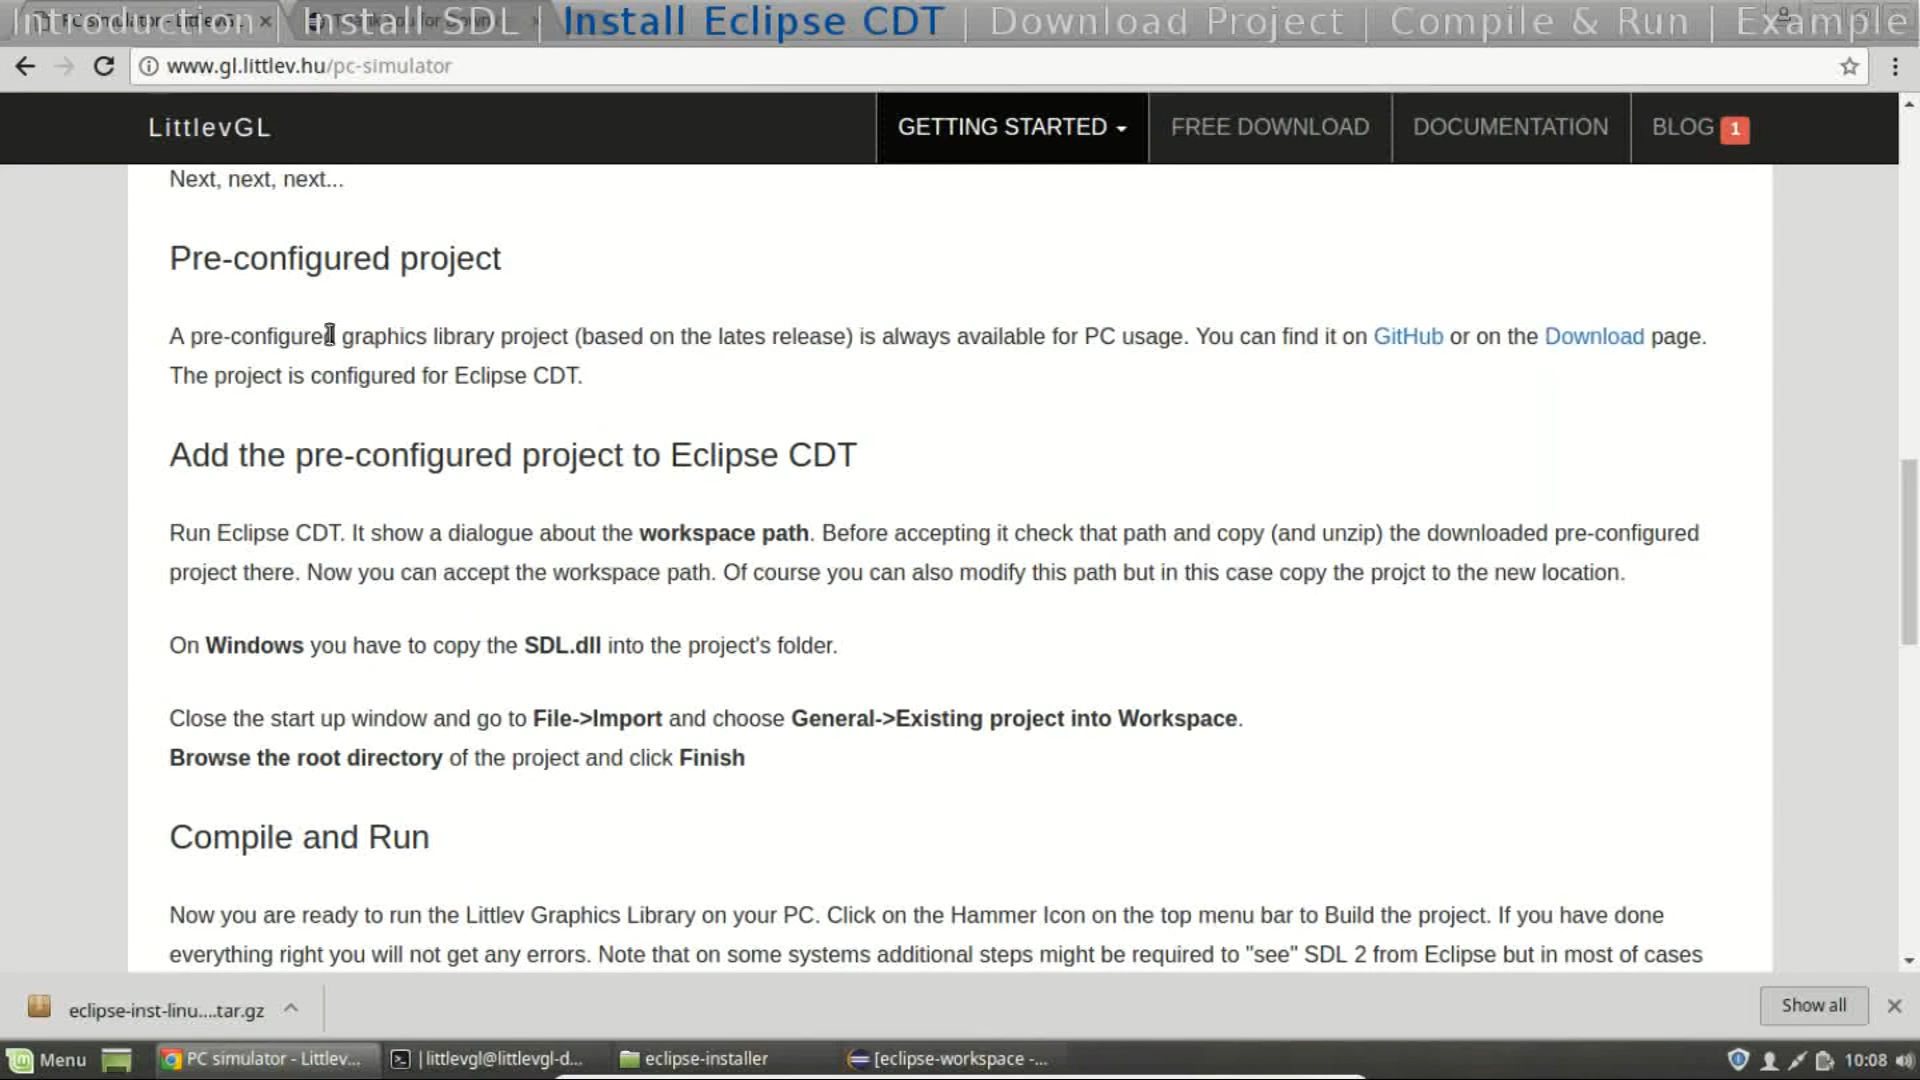 Introduction | Install SDL | Install Eclipse CDT | Download Project | Compile & Run | Example
www.gl.littlev.hu/pc-simulator
LittlevGL
GETTING STARTED
FREE DOWNLOAD
DOCUMENTATION
BLOG 1
Next, next, next...
Pre-configured project
A pre-configured graphics library project (based on the lates release) is always available for PC usage. You can find it on GitHub or on the Download page.
The project is configured for Eclipse CDT.
Add the pre-configured project to Eclipse CDT
Run Eclipse CDT. It show a dialogue about the workspace path. Before accepting it check that path and copy (and unzip) the downloaded pre-configured
project there. Now you can accept the workspace path. Of course you can also modify this path but in this case copy the projct to the new location.
On Windows you have to copy the SDL.dll into the project's folder.
Close the start up window and go to File->Import and choose General->Existing project into Workspace.
Browse the root directory of the project and click Finish
Compile and Run
Now you are ready to run the Littlev Graphics Library on your PC. Click on the Hammer Icon on the top menu bar to Build the project. If you have done
everything right you will not get any errors. Note that on some systems additional steps might be required to "see" SDL 2 from Eclipse but in most of cases
eclipse-inst-linu....tar.gz
Show all
Menu
PC simulator - Littlev...
littlevgl@littlevgl-d...
eclipse-installer
[eclipse-workspace -...
10:08